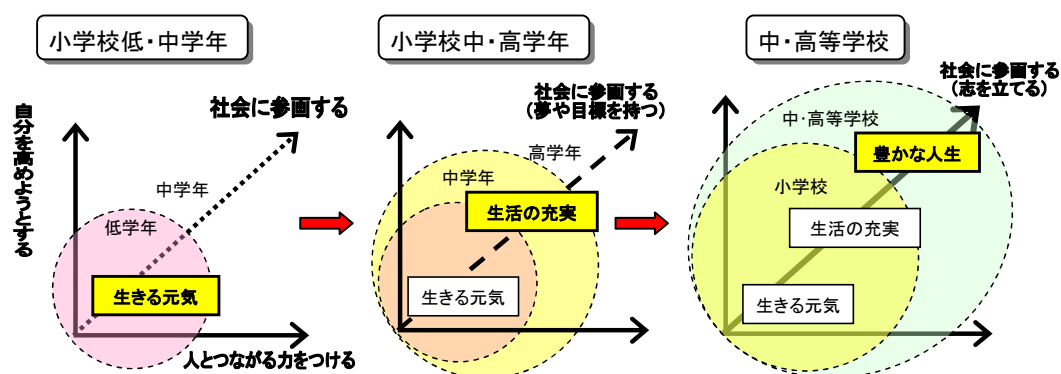 小学校低・中学年
自分を高めようとする
社会に参画する
中学年
低学年
生きる元気
人とつながる力をつける
小学校中・高学年
社会に参画する
(夢や目標を持つ)
高学年
中学年
生活の充実
生きる元気
中・高等学校
社会に参画する
(志を立てる)
中・高等学校
豊かな人生
小学校
生活の充実
生きる元気